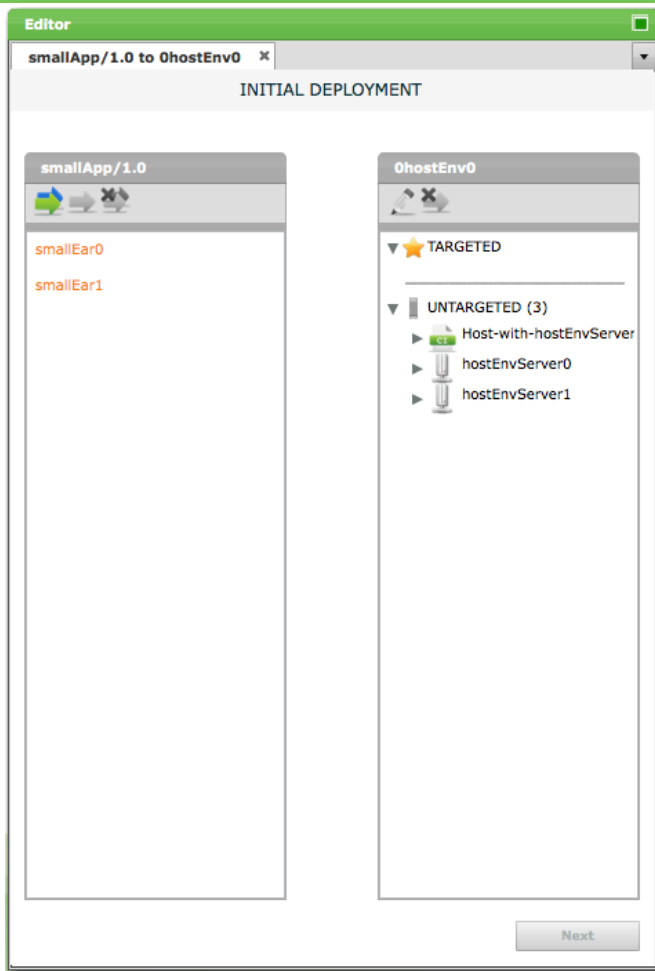 Editor
smallApp/1.0 to 0hostEnv0
INITIAL DEPLOYMENT
smallApp/1.0
0hostEnv0
smallEar0
smallEar1
TARGETED
UNTARGETED (3)
CI
Host-with-hostEnvServer
hostEnvServer0
hostEnvServer1
Next